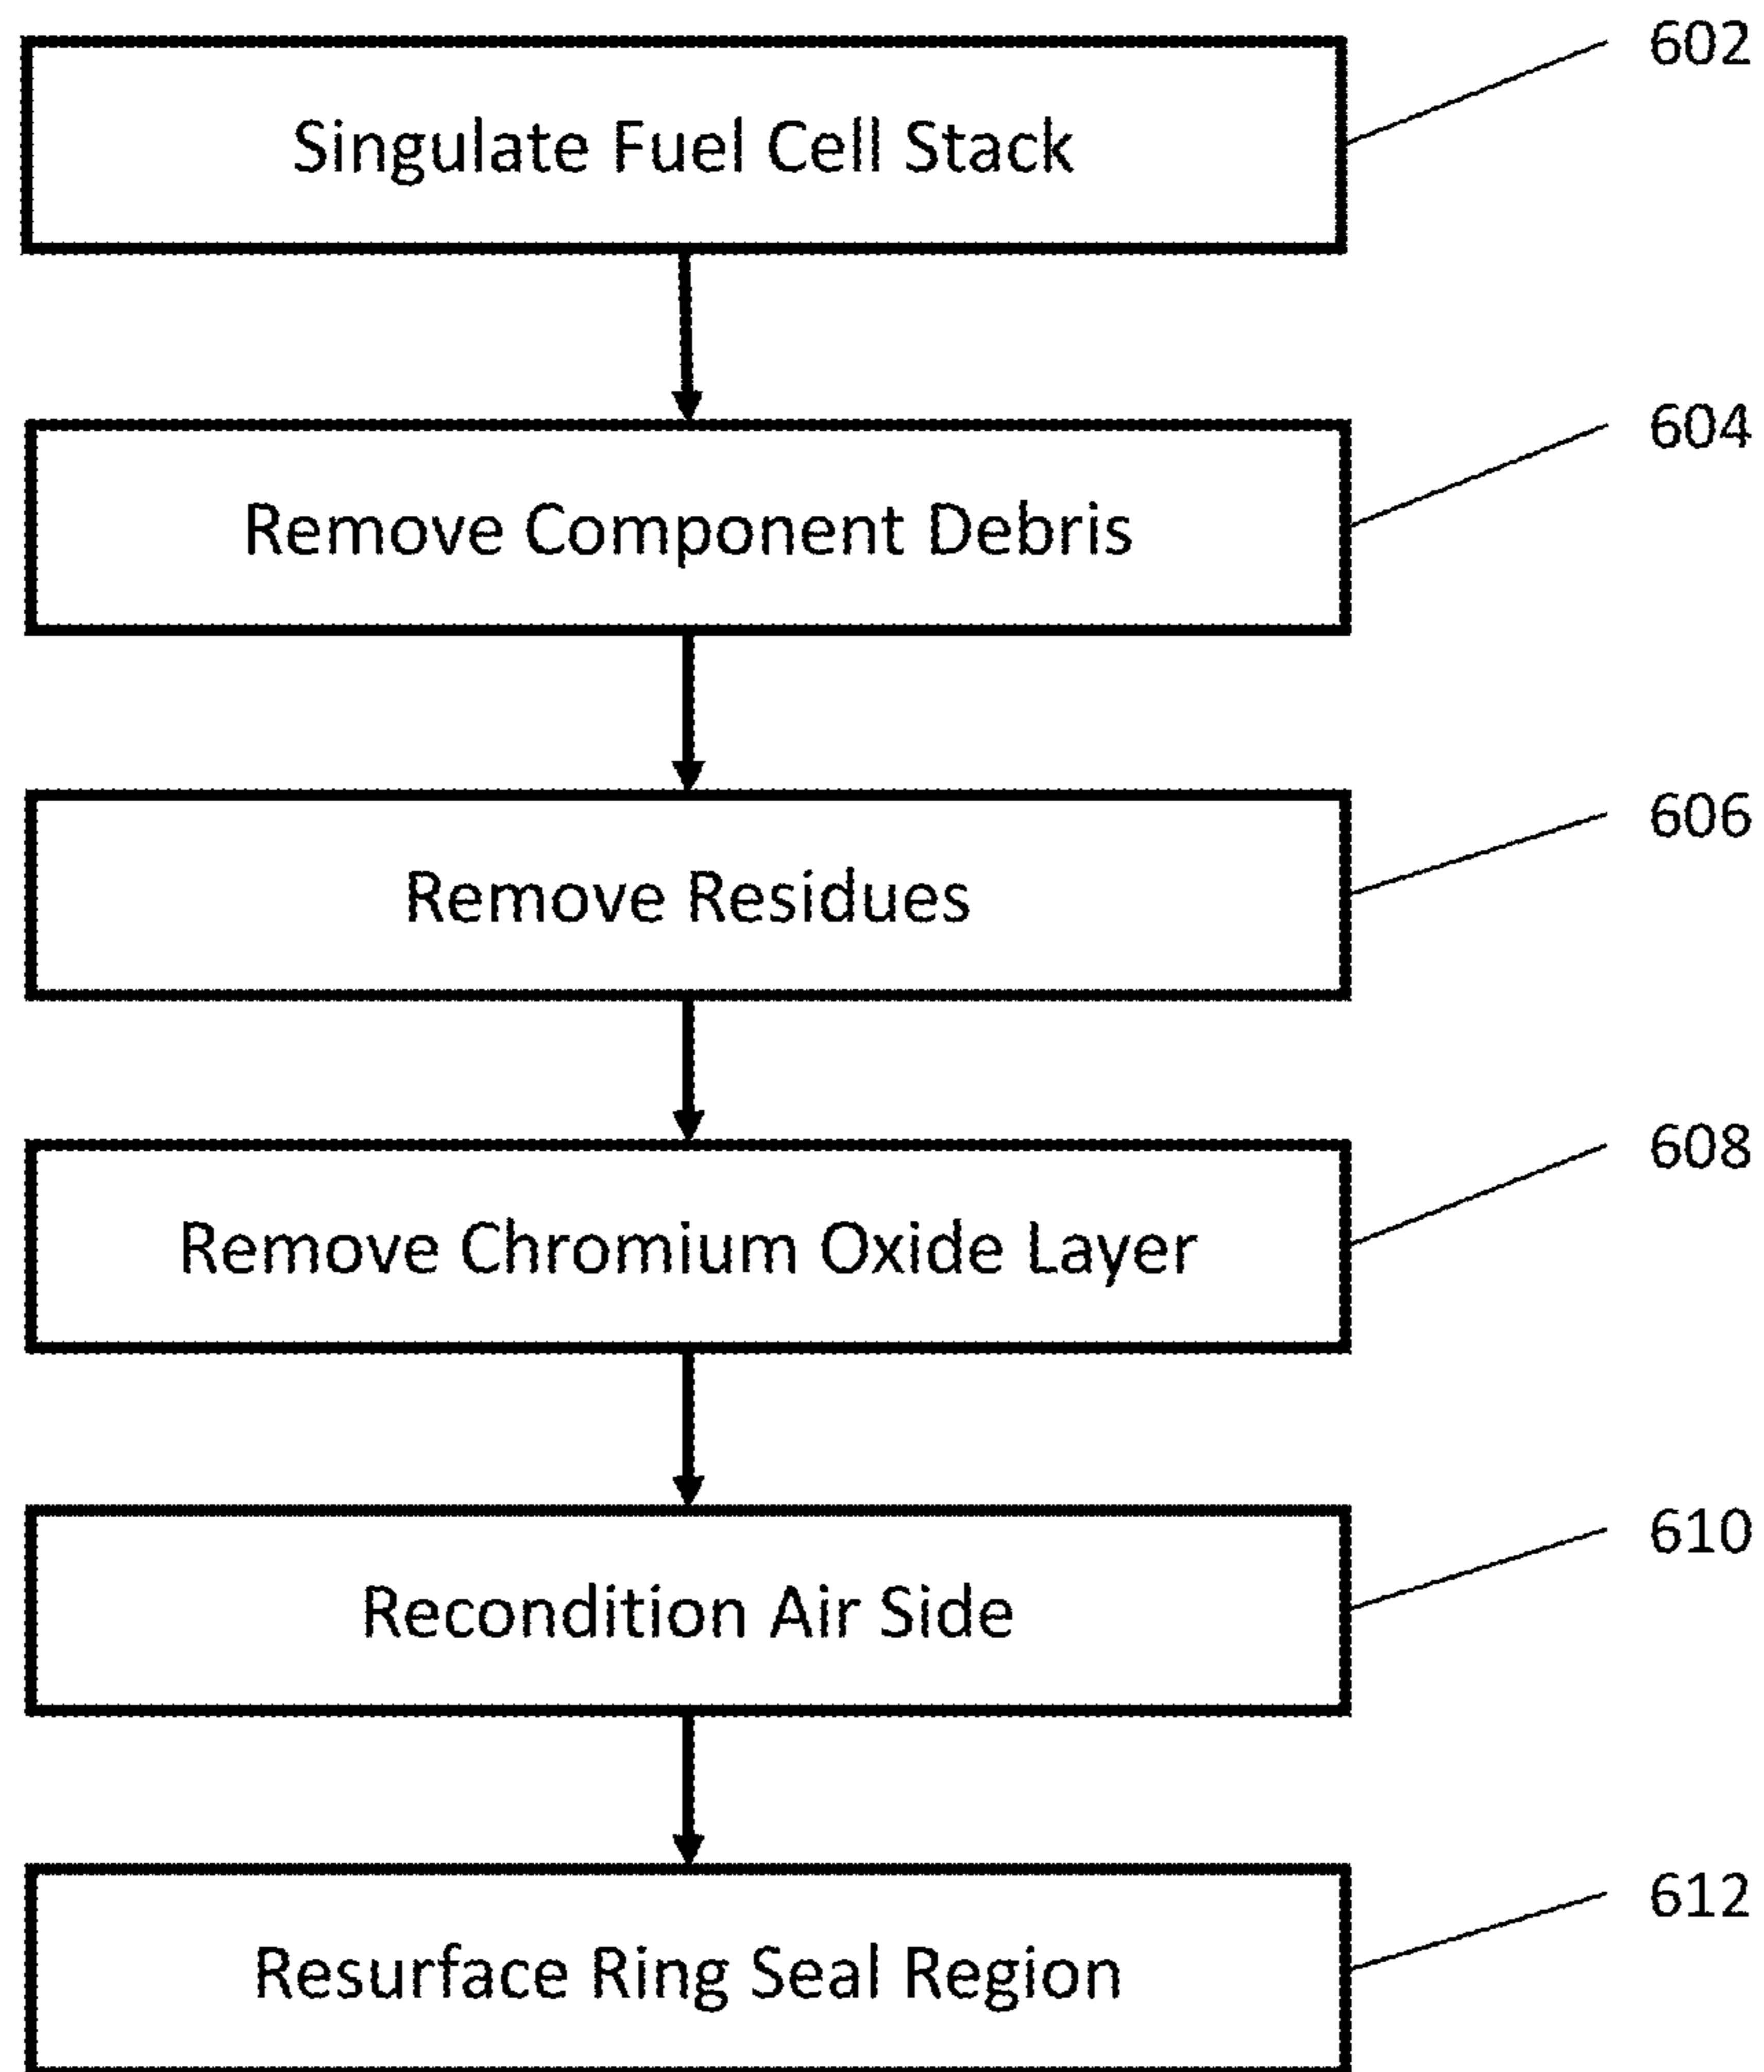 602
Singulate Fuel Cell Stack
604
Remove Component Debris
606
Remove Residues
608
Remove Chromium Oxide Layer
610
Recondition Air Side
612
Resurface Ring Seal Region